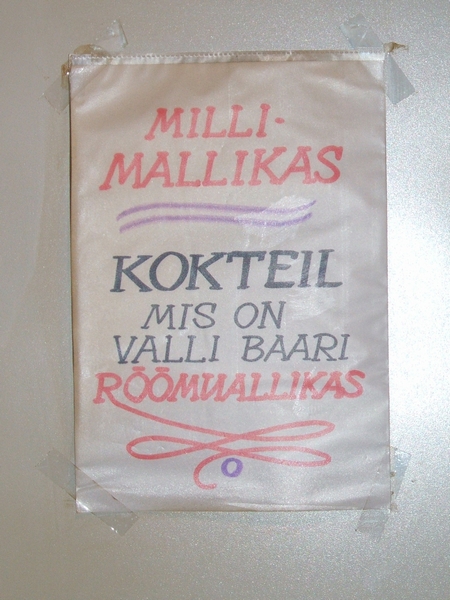 MILLI-
MALLIKAS
KOKTEIL
MIS ON
VALLI BAARI
RÕÕMUALLIKAS